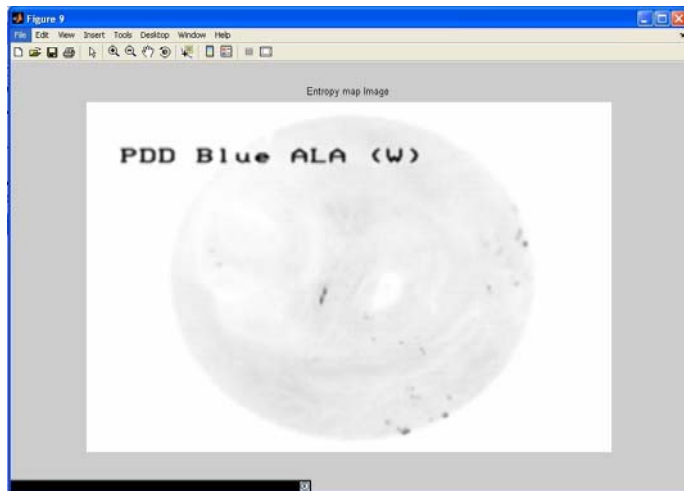 Figure 9
File Edit View Insert Tools Desktop Window Help
Entropy map Image
PDD Blue ALA (W)